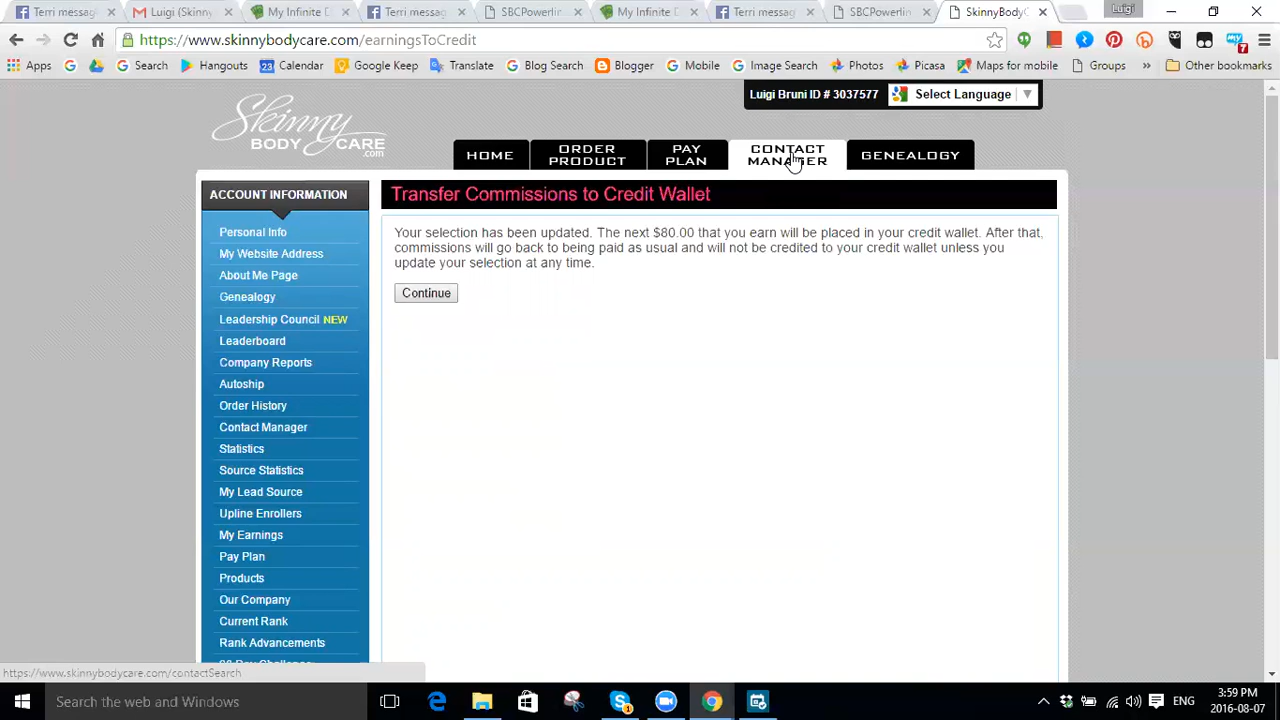 Terri messag
Luigi (Skinny
My Infinite D
Terri messag
SBCPowerlin
My Infinite D
Terri messag
SBCPowerlin
SkinnyBodyC
Luigi
https://www.skinnybodycare.com/earningsToCredit
Apps
Search
Hangouts
Calendar
Google Keep
Translate
Blog Search
Blogger
Mobile
Image Search
Photos
Picasa
Maps for mobile
Groups
Other bookmarks
Luigi Bruni ID # 3037577
Select Language
Skinny
BODY CARE
.com
HOME
ORDER
PRODUCT
PAY
PLAN
CONTACT
MANAGER
GENEALOGY
ACCOUNT INFORMATION
Transfer Commissions to Credit Wallet
Personal Info
My Website Address
About Me Page
Genealogy
Leadership Council NEW
Leaderboard
Company Reports
Autoship
Order History
Contact Manager
Statistics
Source Statistics
My Lead Source
Upline Enrollers
My Earnings
Pay Plan
Products
Our Company
Current Rank
Rank Advancements
Your selection has been updated. The next $80.00 that you earn will be placed in your credit wallet. After that,
commissions will go back to being paid as usual and will not be credited to your credit wallet unless you
update your selection at any time.
Continue
https://www.skinnybodycare.com/contactSearch
Search the web and Windows
ENG
3:59 PM
2016-08-07